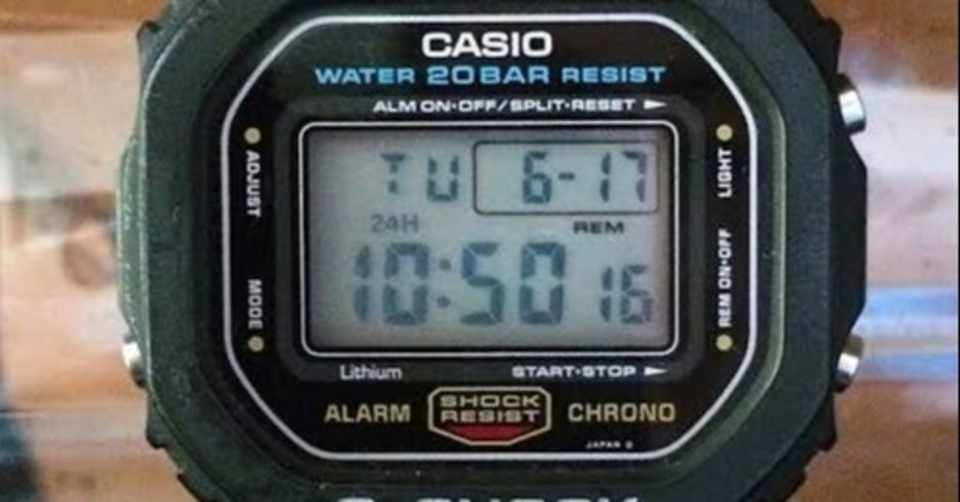 CASIO
WATER 20BAR RESIST
ALM ON·OFF/SPLIT·RESET
ADJUST
LIGHT
TU 6-17
24H REM
10:50 16
MODE
REM ON·OFF
Lithium START·STOP
ALARM SHOCK RESIST CHRONO